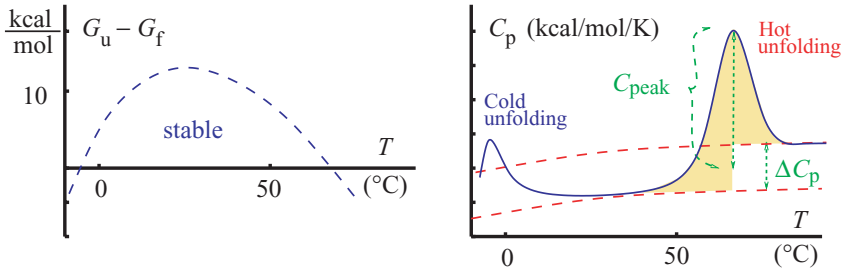 kcal
mol
G_u – G_f
10
stable
T
0
50
(°C)
C_p (kcal/mol/K)
Hot
unfolding
C_peak
Cold
unfolding
ΔC_p
T
0
50
(°C)